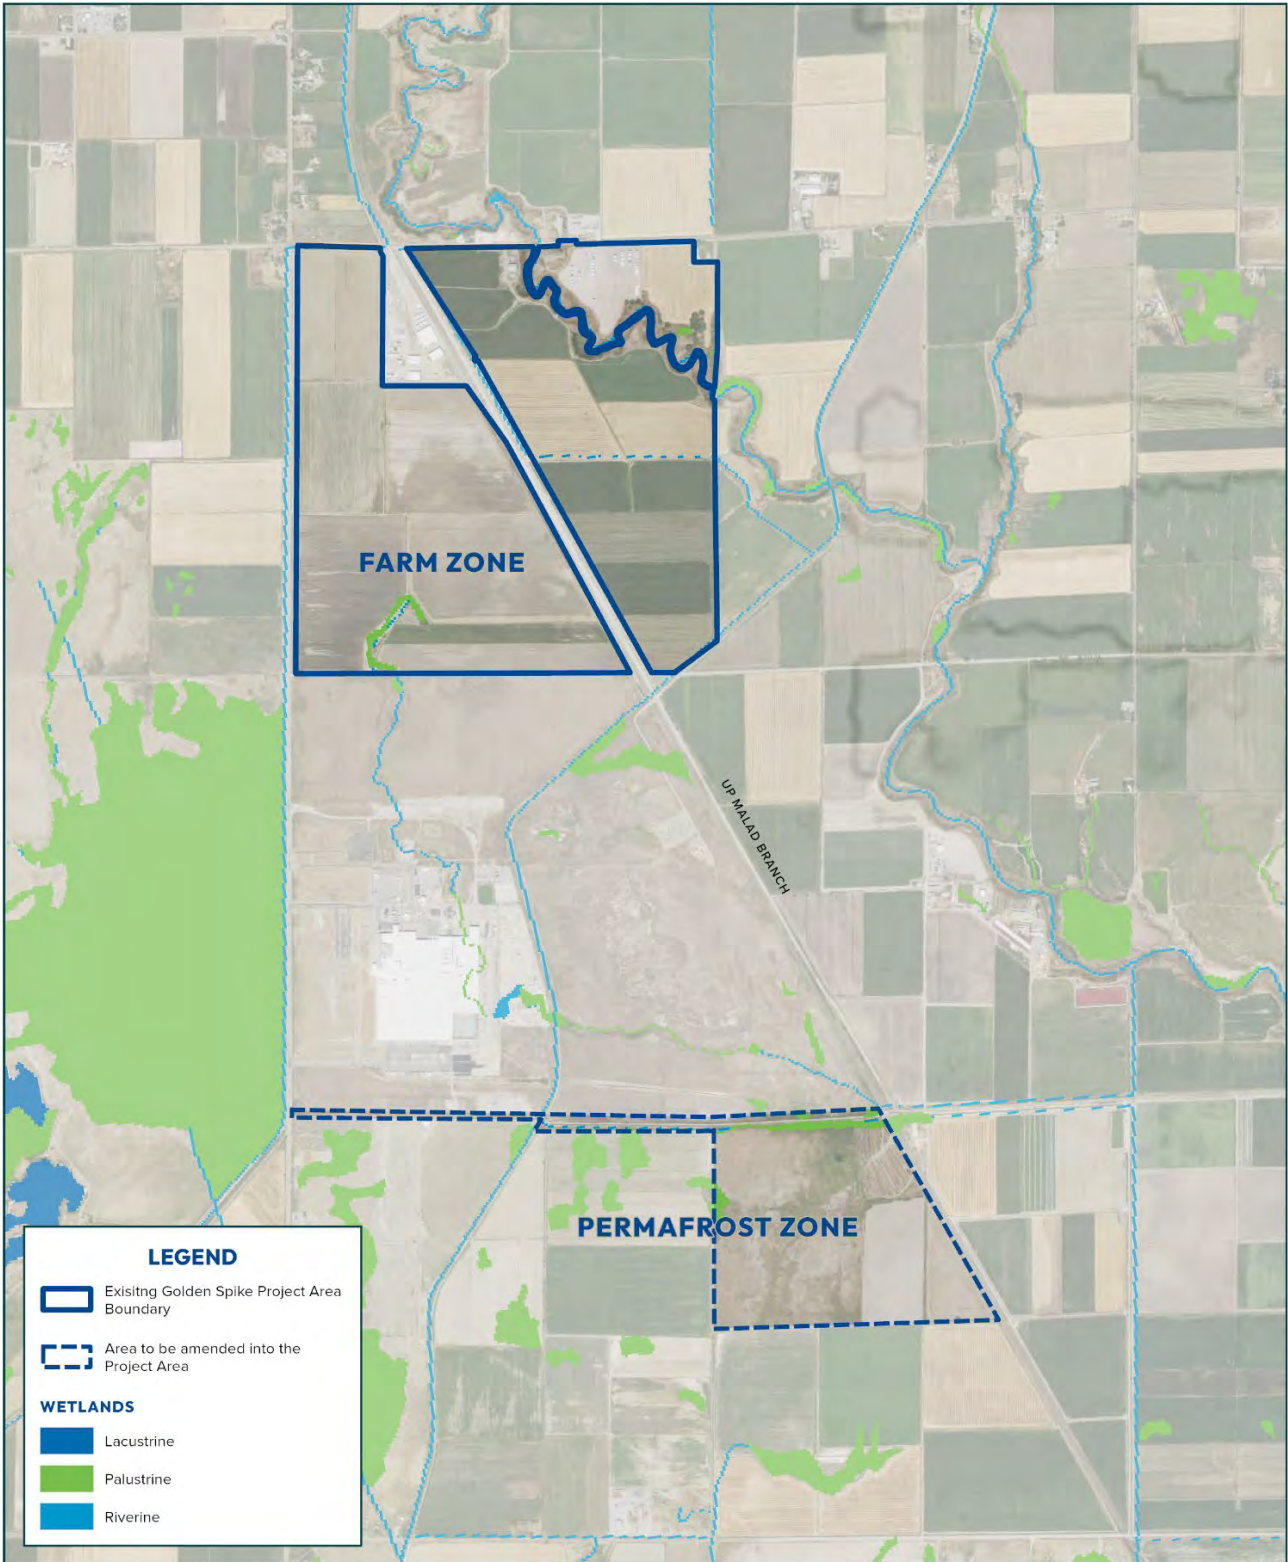 FARM ZONE
UP MALAD BRANCH
PERMAFROST ZONE
LEGEND
Exisitng Golden Spike Project Area
Boundary
Area to be amended into the
Project Area
WETLANDS
Lacustrine
Palustrine
Riverine